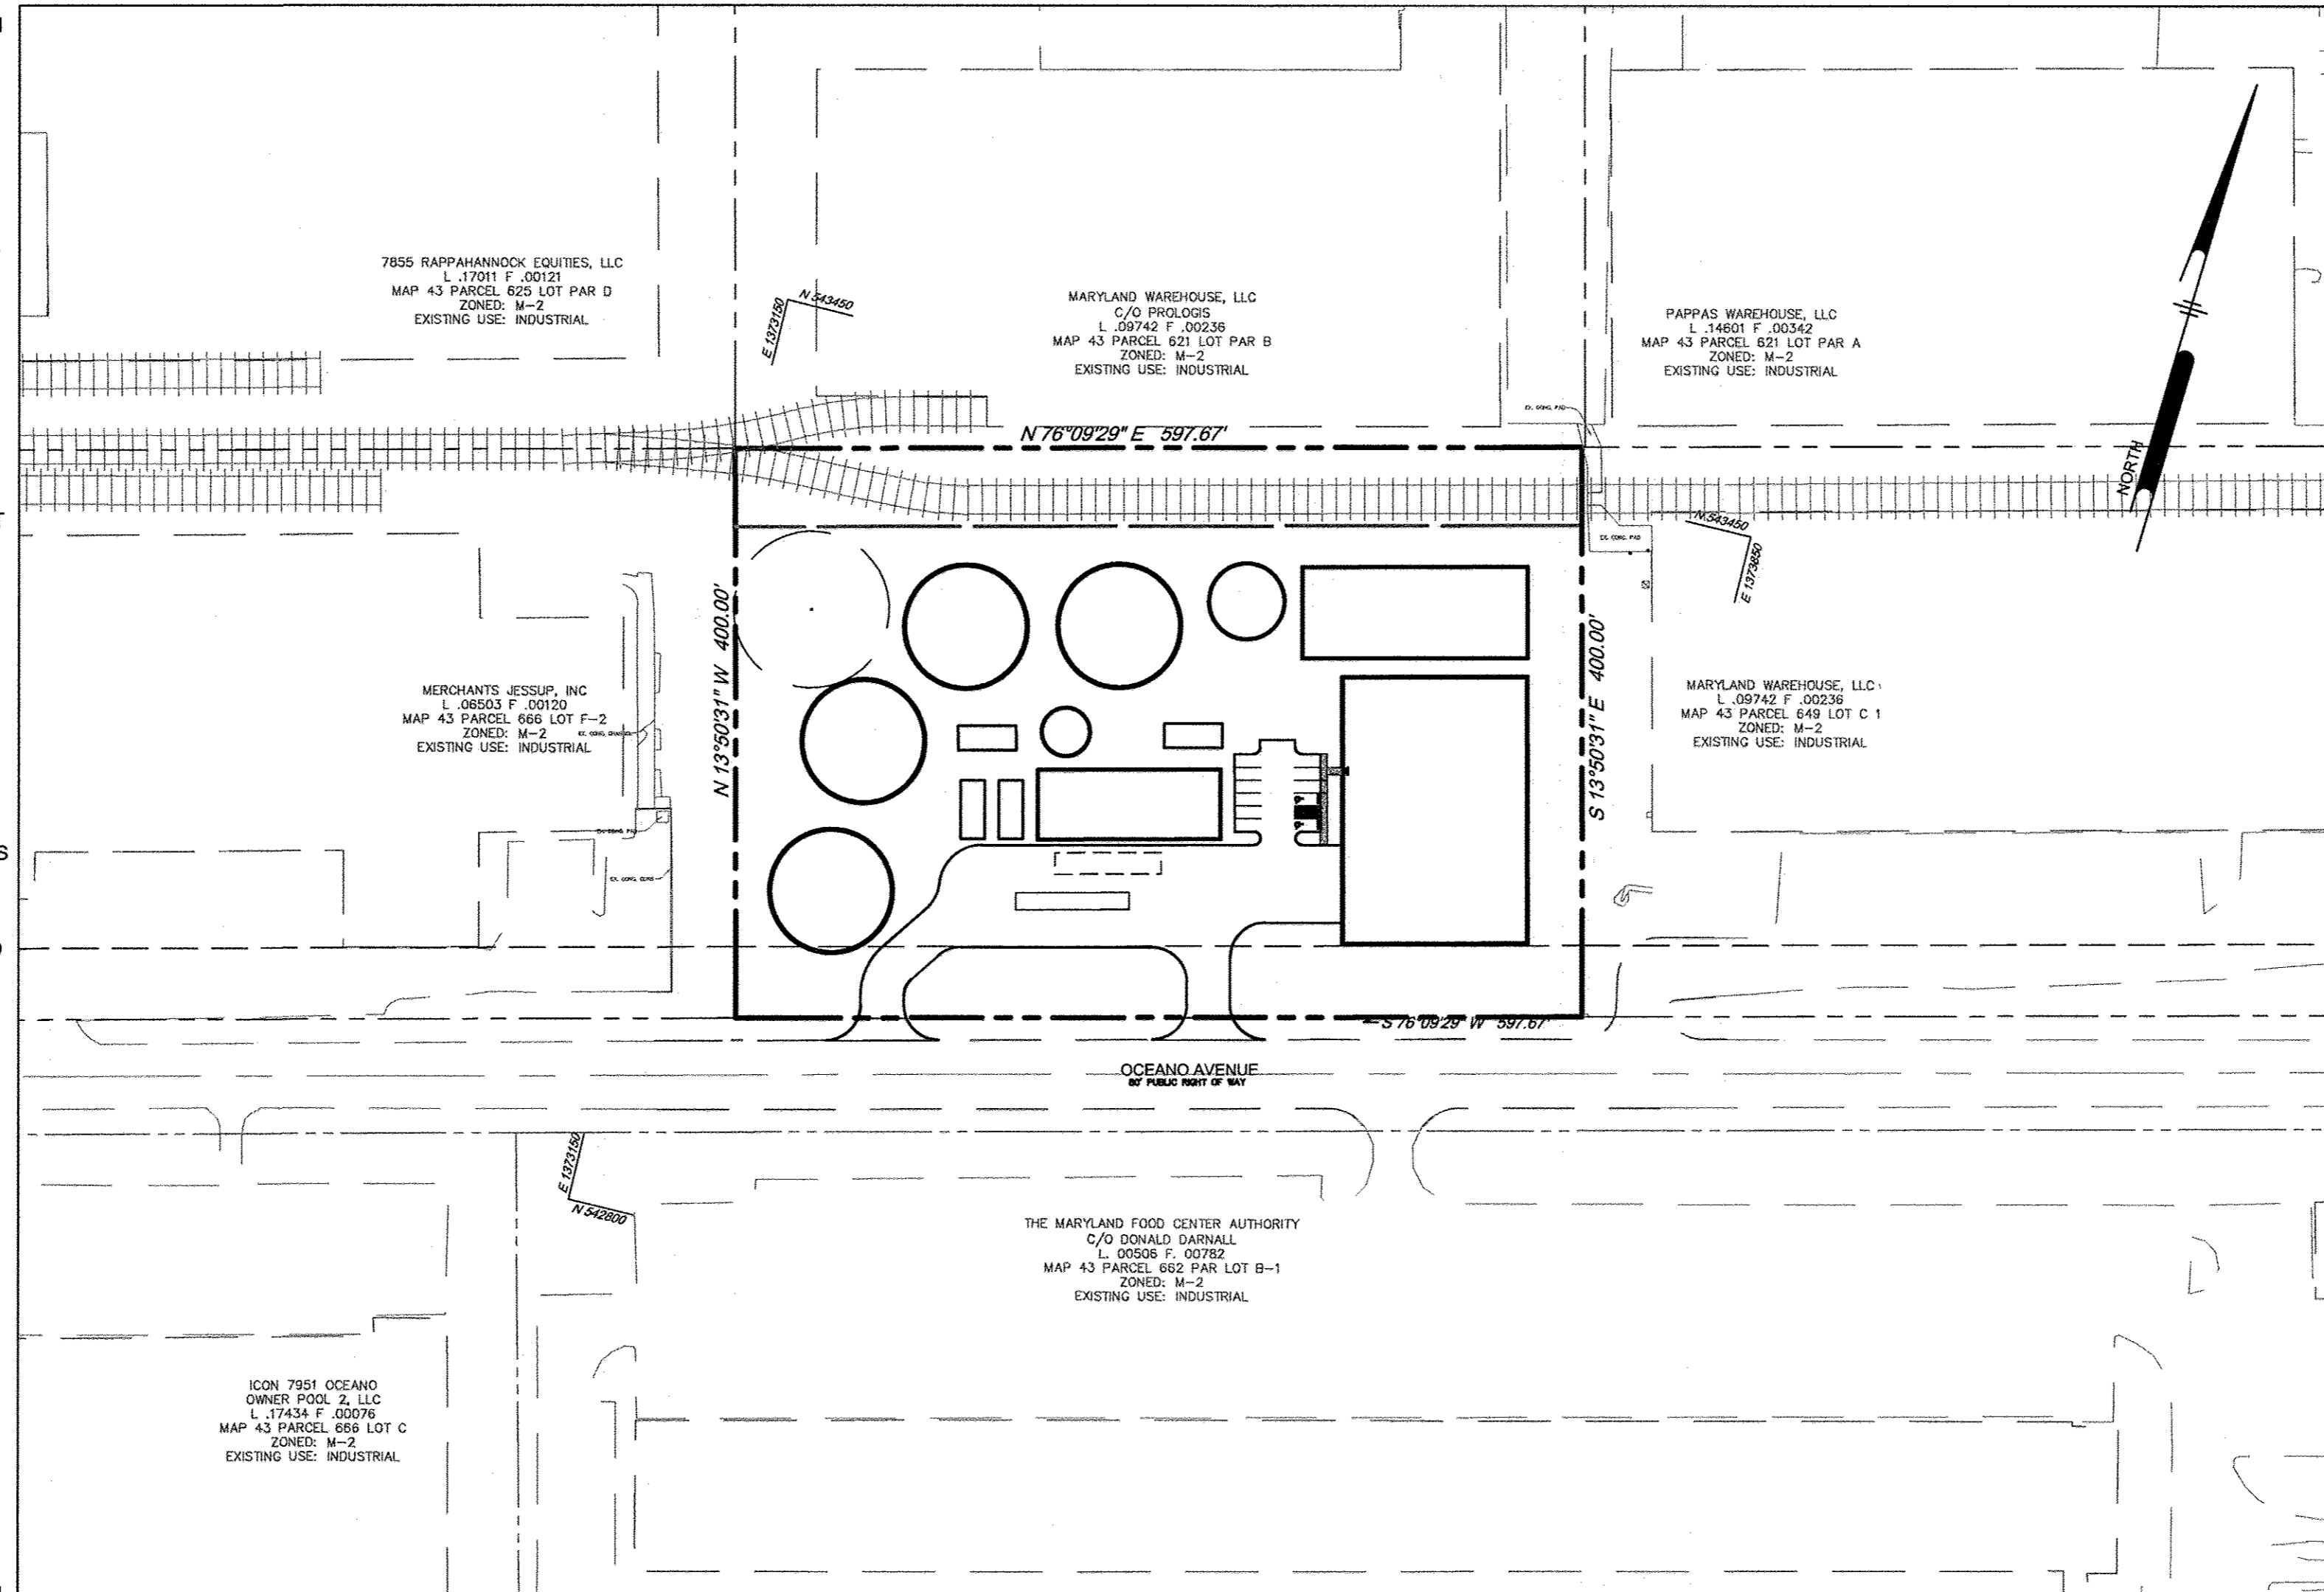 7855 RAPPAHANNOCK EQUITIES, LLC
L .17011 F .00121
MAP 43 PARCEL 625 LOT PAR D
ZONED: M-2
EXISTING USE: INDUSTRIAL
N 543450
E 1373150
MARYLAND WAREHOUSE, LLC
C/O PROLOGIS
L .09742 F .00236
MAP 43 PARCEL 621 LOT PAR B
ZONED: M-2
EXISTING USE: INDUSTRIAL
PAPPAS WAREHOUSE, LLC
L .14601 F .00342
MAP 43 PARCEL 621 LOT PAR A
ZONED: M-2
EXISTING USE: INDUSTRIAL
EX. CONC. PAD
N 76°09'29" E 597.67'
NORTH
N 543450
E 1373850
EX. CONC. PAD
N 13°50'31" W 400.00'
S 13°50'31" E 400.00'
MERCHANTS JESSUP, INC
L .06503 F .00120
MAP 43 PARCEL 666 LOT F-2
ZONED: M-2
EXISTING USE: INDUSTRIAL
MARYLAND WAREHOUSE, LLC
L .09742 F .00236
MAP 43 PARCEL 649 LOT C 1
ZONED: M-2
EXISTING USE: INDUSTRIAL
S 76°09'29" W 597.67'
OCEANO AVENUE
80' PUBLIC RIGHT OF WAY
E 1373150
N 542800
THE MARYLAND FOOD CENTER AUTHORITY
C/O DONALD DARNALL
L. 00506 F. 00782
MAP 43 PARCEL 662 PAR LOT B-1
ZONED: M-2
EXISTING USE: INDUSTRIAL
ICON 7951 OCEANO
OWNER POOL 2, LLC
L .17434 F .00076
MAP 43 PARCEL 666 LOT C
ZONED: M-2
EXISTING USE: INDUSTRIAL